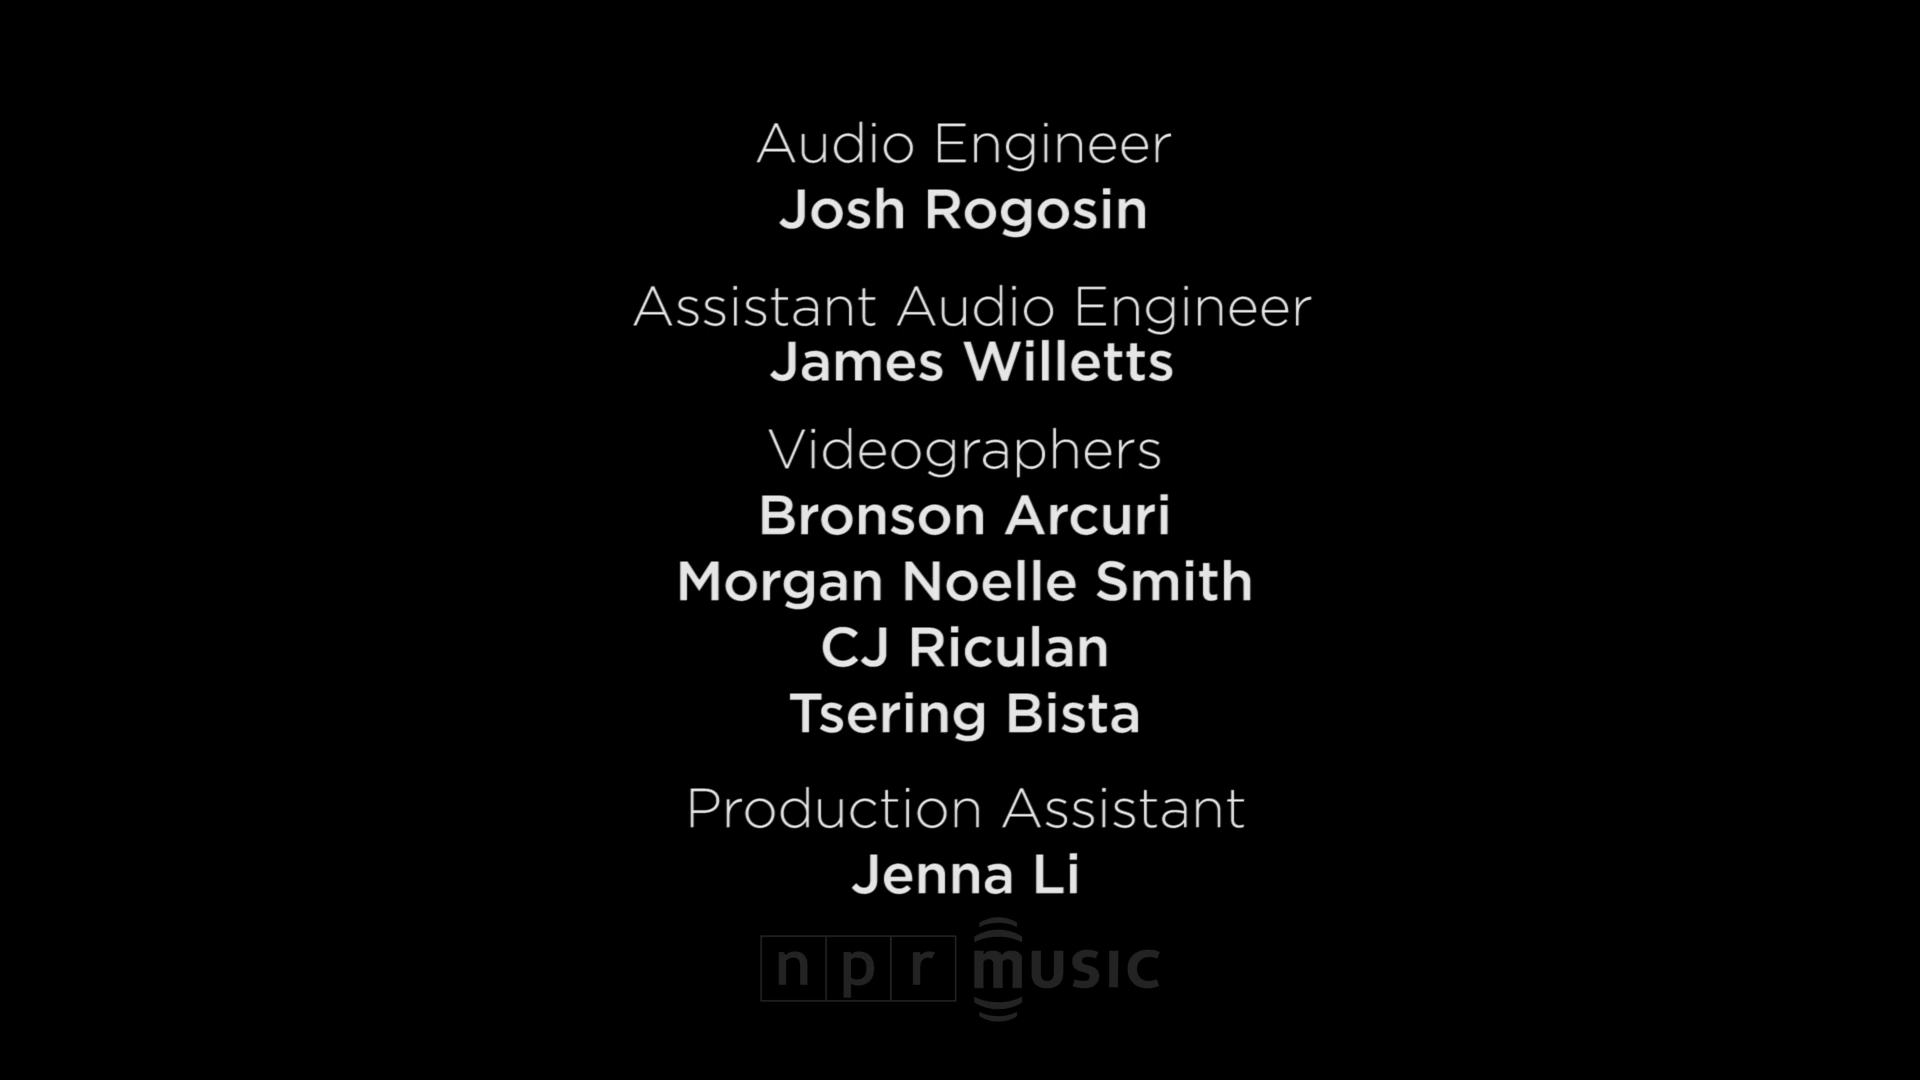 Audio Engineer
Josh Rogosin
Assistant Audio Engineer
James Willetts
Videographers
Bronson Arcuri
Morgan Noelle Smith
CJ Riculan
Tsering Bista
Production Assistant
Jenna Li
npr music